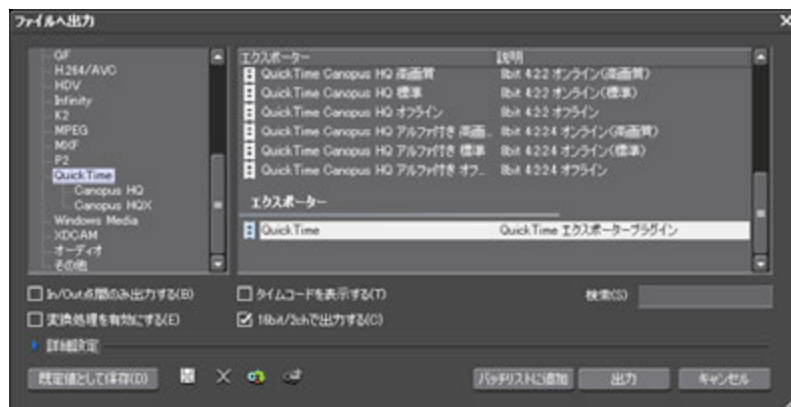 ファイルへ出力
GF
H.264/AVC
HDV
Infinity
K2
MPEG
MXF
P2
QuickTime
Canopus HQ
Canopus HQX
Windows Media
XDCAM
オーディオ
その他
エクスポーター 説明
QuickTime Canopus HQ 高画質 8bit 4:2:2 オンライン(高画質)
QuickTime Canopus HQ 標準 8bit 4:2:2 オンライン(標準)
QuickTime Canopus HQ オフライン 8bit 4:2:2 オフライン
QuickTime Canopus HQ アルファ付き 高画... 8bit 4:2:2:4 オンライン(高画質)
QuickTime Canopus HQ アルファ付き 標準 8bit 4:2:2:4 オンライン(標準)
QuickTime Canopus HQ アルファ付き オフ... 8bit 4:2:2:4 オフライン
エクスポーター
QuickTime QuickTime エクスポータープラグイン
In/Out点間のみ出力する(B) タイムコードを表示する(T) 検索(S)
変換処理を有効にする(E) 16bit/2chで出力する(C)
詳細設定
既定値として保存(D) バッチリストに追加 出力 キャンセル